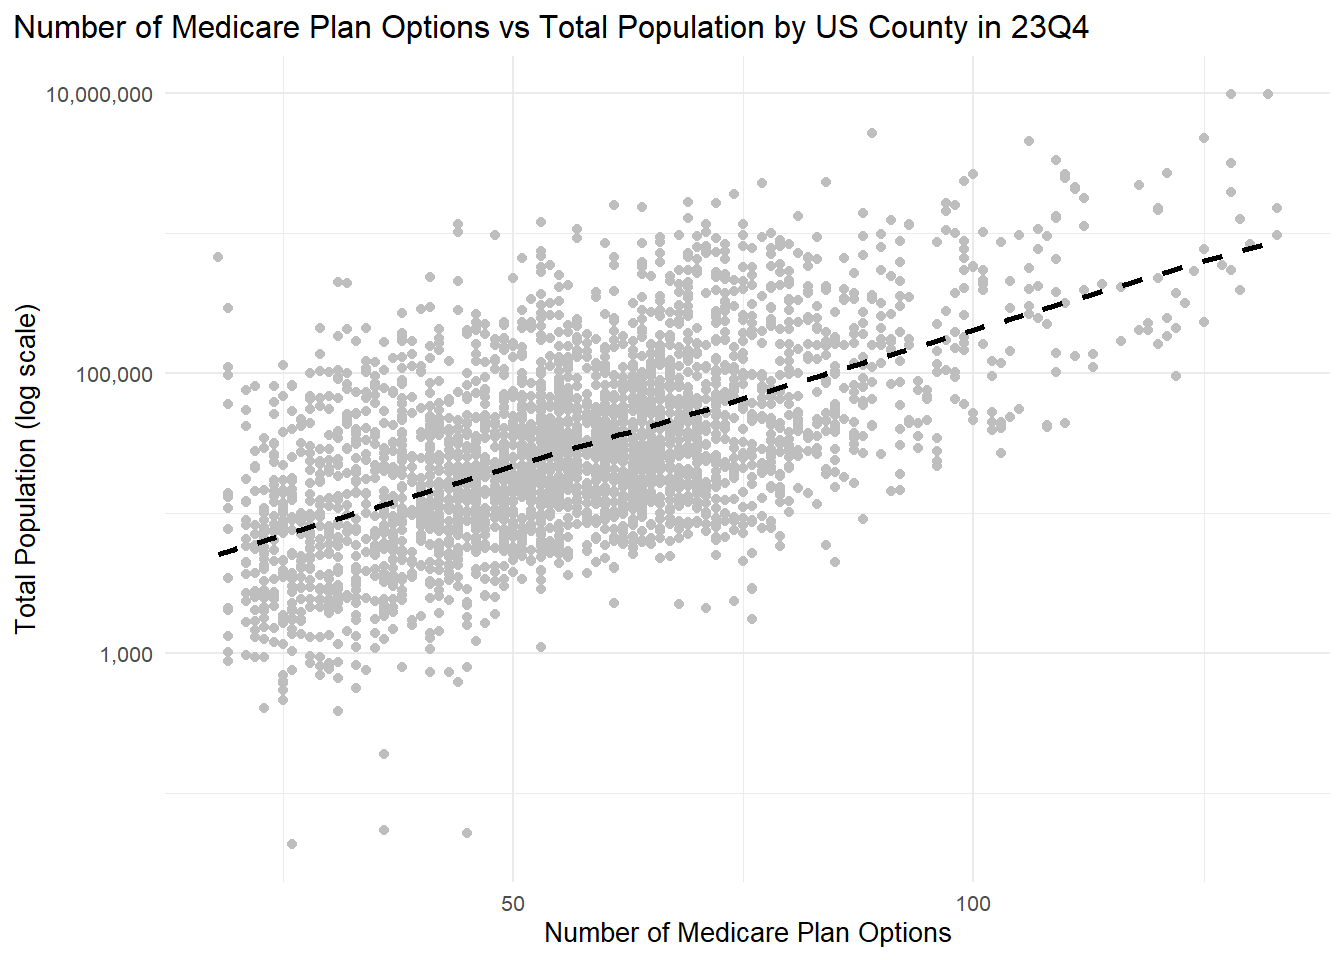 Number of Medicare Plan Options vs Total Population by US County in 23Q4
Total Population (log scale)
10,000,000
100,000
1,000
50
100
Number of Medicare Plan Options